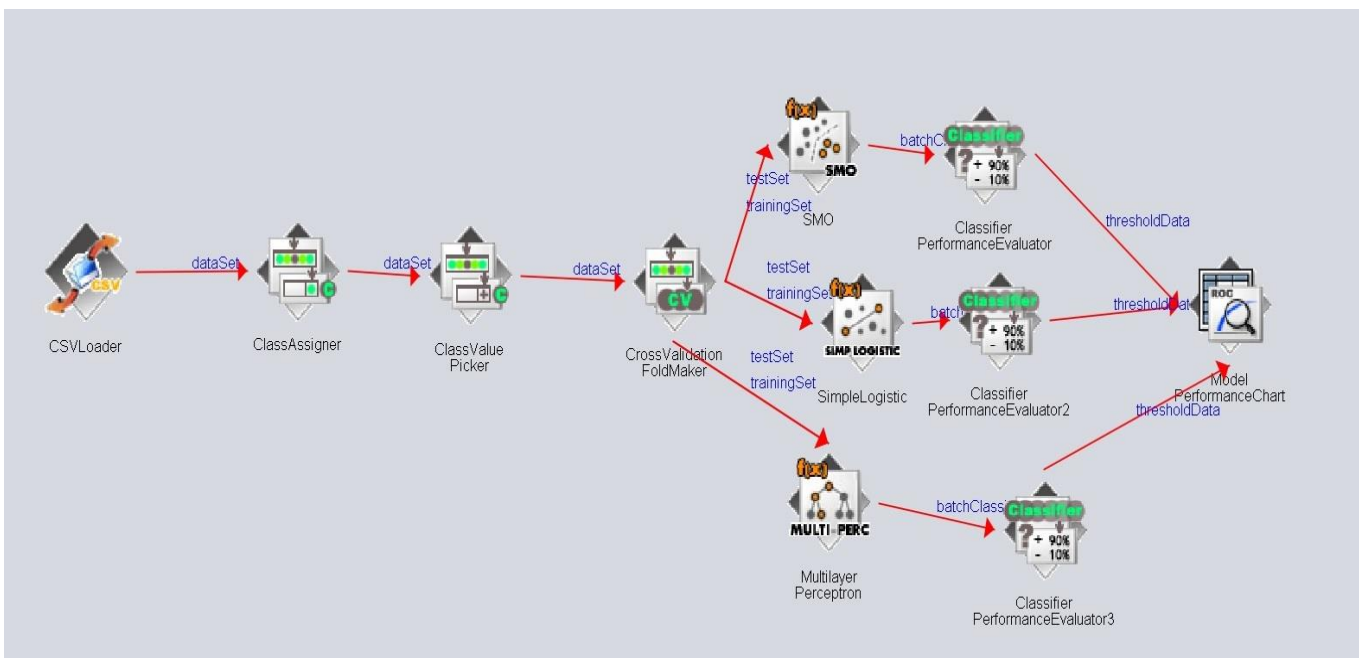 CSV
CSVLoader
dataSet
C
ClassAssigner
dataSet
C
ClassValue
Picker
dataSet
CV
CrossValidation
FoldMaker
testSet
trainingSet
f(x)
SMO
SMO
batchC
Classifier
? + 90%
- 10%
Classifier
PerformanceEvaluator
thresholdData
testSet
trainingSe
f(x)
SIMP LOGISTIC
SimpleLogistic
batch
Classifier
? + 90%
- 10%
Classifier
PerformanceEvaluator2
thresholdDat
testSet
trainingSet
f(x)
MULTI-PERC
Multilayer
Perceptron
batchClassi
Classifier
? + 90%
- 10%
Classifier
PerformanceEvaluator3
thresholdData
ROC
Model
PerformanceChart